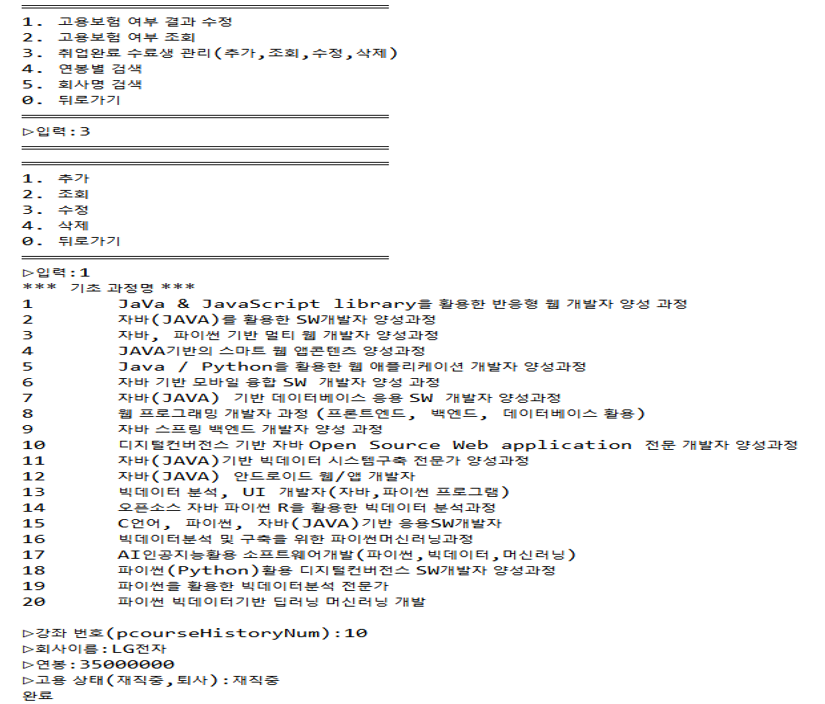 1. 고용보험 여부 결과 수정
2. 고용보험 여부 조회
3. 취업완료 수료생 관리(추가,조회,수정,삭제)
4. 연봉별 검색
5. 회사명 검색
0. 뒤로가기
▷입력:3
1. 추가
2. 조회
3. 수정
4. 삭제
0. 뒤로가기
▷입력:1
*** 기초 과정명 ***
1 JaVa & JavaScript library를 활용한 반응형 웹 개발자 양성 과정
2 자바(JAVA)를 활용한 SW개발자 양성과정
3 자바, 파이썬 기반 멀티 웹 개발자 양성과정
4 JAVA기반의 스마트 웹 앱콘텐츠 양성과정
5 Java / Python을 활용한 웹 애플리케이션 개발자 양성과정
6 자바 기반 모바일 융합 SW 개발자 양성 과정
7 자바(JAVA) 기반 데이터베이스 응용 SW 개발자 양성과정
8 웹 프로그래밍 개발자 과정 (프론트엔드, 백엔드, 데이터베이스 활용)
9 자바 스프링 백엔드 개발자 양성 과정
10 디지털컨버전스 기반 자바 Open Source Web application 전문 개발자 양성과정
11 자바(JAVA)기반 빅데이터 시스템구축 전문가 양성과정
12 자바(JAVA) 안드로이드 웹/앱 개발자
13 빅데이터 분석, UI 개발자(자바,파이썬 프로그램)
14 오픈소스 자바 파이썬 R을 활용한 빅데이터 분석과정
15 C언어, 파이썬, 자바(JAVA)기반 응용SW개발자
16 빅데이터분석 및 구축을 위한 파이썬머신러닝과정
17 AI인공지능활용 소프트웨어개발(파이썬,빅데이터,머신러닝)
18 파이썬(Python)활용 디지털컨버전스 SW개발자 양성과정
19 파이썬을 활용한 빅데이터분석 전문가
20 파이썬 빅데이터기반 딥러닝 머신러닝 개발
▷강좌 번호(pcourseHistoryNum):10
▷회사이름:LG전자
▷연봉:35000000
▷고용 상태(재직중,퇴사):재직중
완료